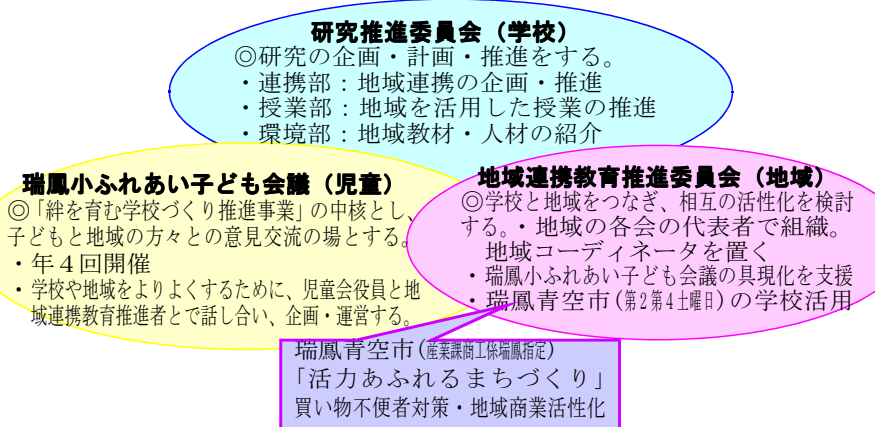 研究推進委員会（学校）
◎研究の企画・計画・推進をする。
・連携部：地域連携の企画・推進
・授業部：地域を活用した授業の推進
・環境部：地域教材・人材の紹介
瑞鳳小ふれあい子ども会議（児童）
◎「絆を育む学校づくり推進事業」の中核とし、
子どもと地域の方々との意見交流の場とする。
・年４回開催
・学校や地域をよりよくするために、児童会役員と地
域連携教育推進者とで話し合い、企画・運営する。
地域連携教育推進委員会（地域）
◎学校と地域をつなぎ、相互の活性化を検討
する。・地域の各会の代表者で組織。
地域コーディネータを置く
・瑞鳳小ふれあい子ども会議の具現化を支援
・瑞鳳青空市(第2第4土曜日)の学校活用
瑞鳳青空市(産業課商工係瑞鳳指定)
「活力あふれるまちづくり」
買い物不便者対策・地域商業活性化